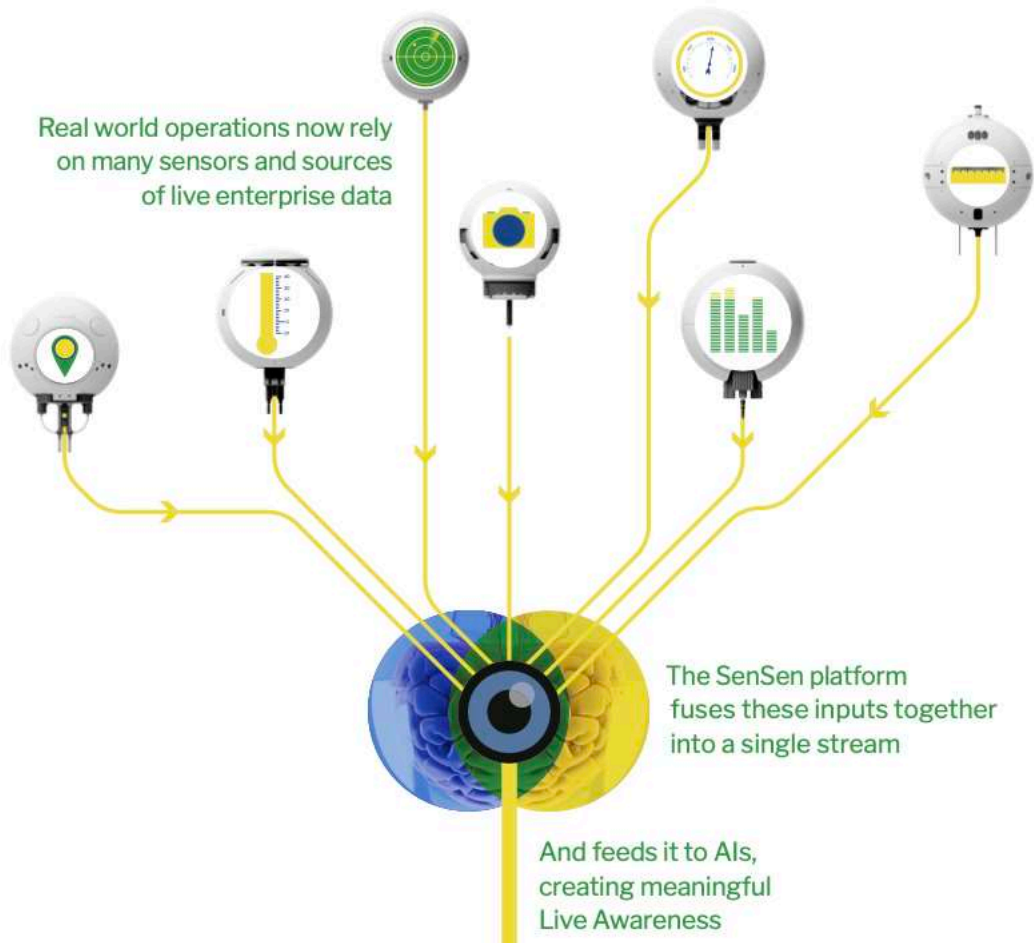 Real world operations now rely
on many sensors and sources
of live enterprise data
The SenSen platform
fuses these inputs together
into a single stream
And feeds it to AIs,
creating meaningful
Live Awareness